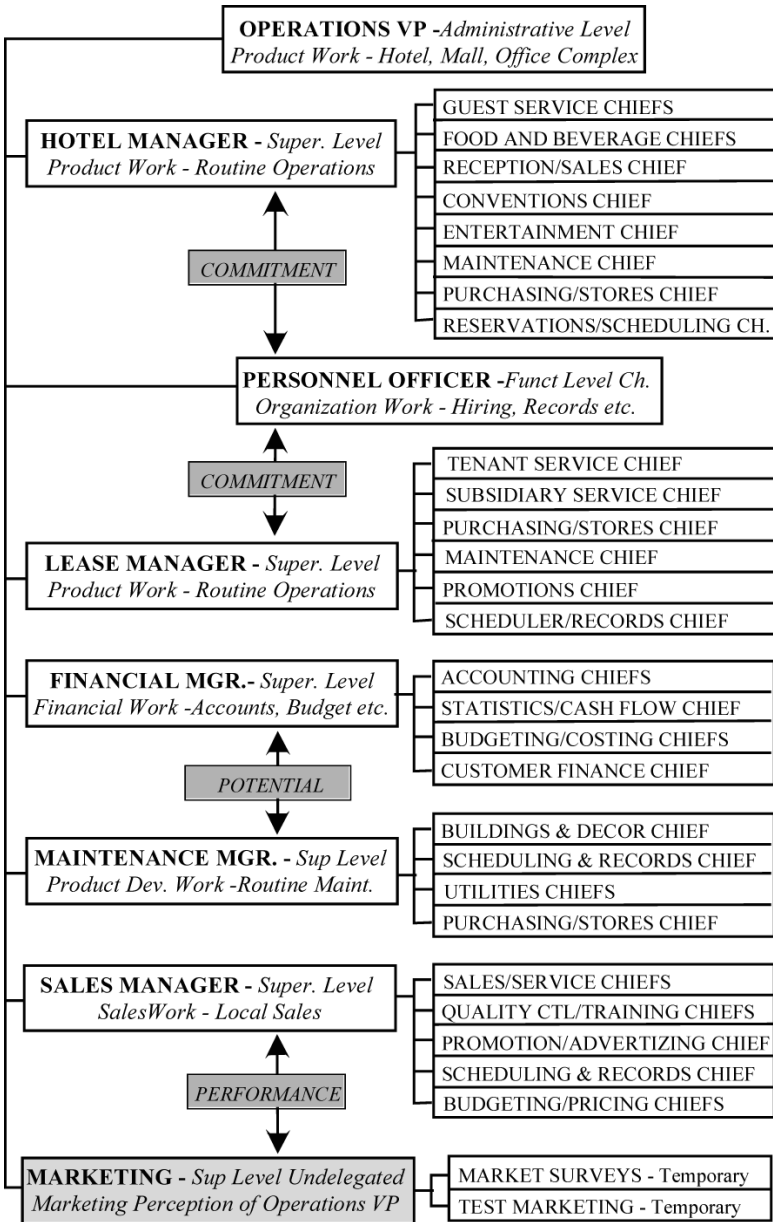 OPERATIONS VP -Administrative Level
Product Work - Hotel, Mall, Office Complex
HOTEL MANAGER - Super. Level
Product Work - Routine Operations
GUEST SERVICE CHIEFS
FOOD AND BEVERAGE CHIEFS
RECEPTION/SALES CHIEF
CONVENTIONS CHIEF
ENTERTAINMENT CHIEF
MAINTENANCE CHIEF
PURCHASING/STORES CHIEF
RESERVATIONS/SCHEDULING CH.
COMMITMENT
PERSONNEL OFFICER -Funct Level Ch.
Organization Work - Hiring, Records etc.
COMMITMENT
LEASE MANAGER - Super. Level
Product Work - Routine Operations
TENANT SERVICE CHIEF
SUBSIDIARY SERVICE CHIEF
PURCHASING/STORES CHIEF
MAINTENANCE CHIEF
PROMOTIONS CHIEF
SCHEDULER/RECORDS CHIEF
FINANCIAL MGR.- Super. Level
Financial Work -Accounts, Budget etc.
ACCOUNTING CHIEFS
STATISTICS/CASH FLOW CHIEF
BUDGETING/COSTING CHIEFS
CUSTOMER FINANCE CHIEF
POTENTIAL
MAINTENANCE MGR. - Sup Level
Product Dev. Work -Routine Maint.
BUILDINGS & DECOR CHIEF
SCHEDULING & RECORDS CHIEF
UTILITIES CHIEFS
PURCHASING/STORES CHIEF
SALES MANAGER - Super. Level
SalesWork - Local Sales
SALES/SERVICE CHIEFS
QUALITY CTL/TRAINING CHIEFS
PROMOTION/ADVERTIZING CHIEF
SCHEDULING & RECORDS CHIEF
BUDGETING/PRICING CHIEFS
PERFORMANCE
MARKETING - Sup Level Undelegated
Marketing Perception of Operations VP
MARKET SURVEYS - Temporary
TEST MARKETING - Temporary